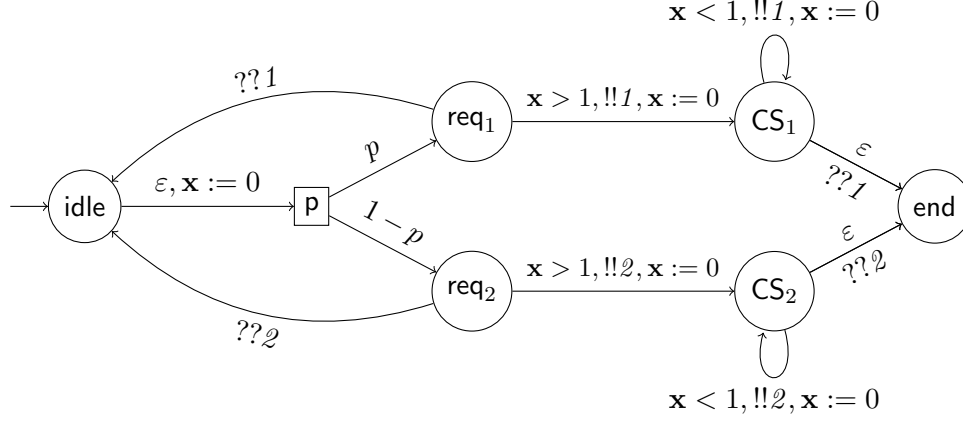 x < 1, !!1, x := 0
??1
req₁
x > 1, !!1, x := 0
CS₁
p
ε
??1
idle
ε, x := 0
p
end
1 − p
ε
??2
req₂
x > 1, !!2, x := 0
CS₂
??2
x < 1, !!2, x := 0